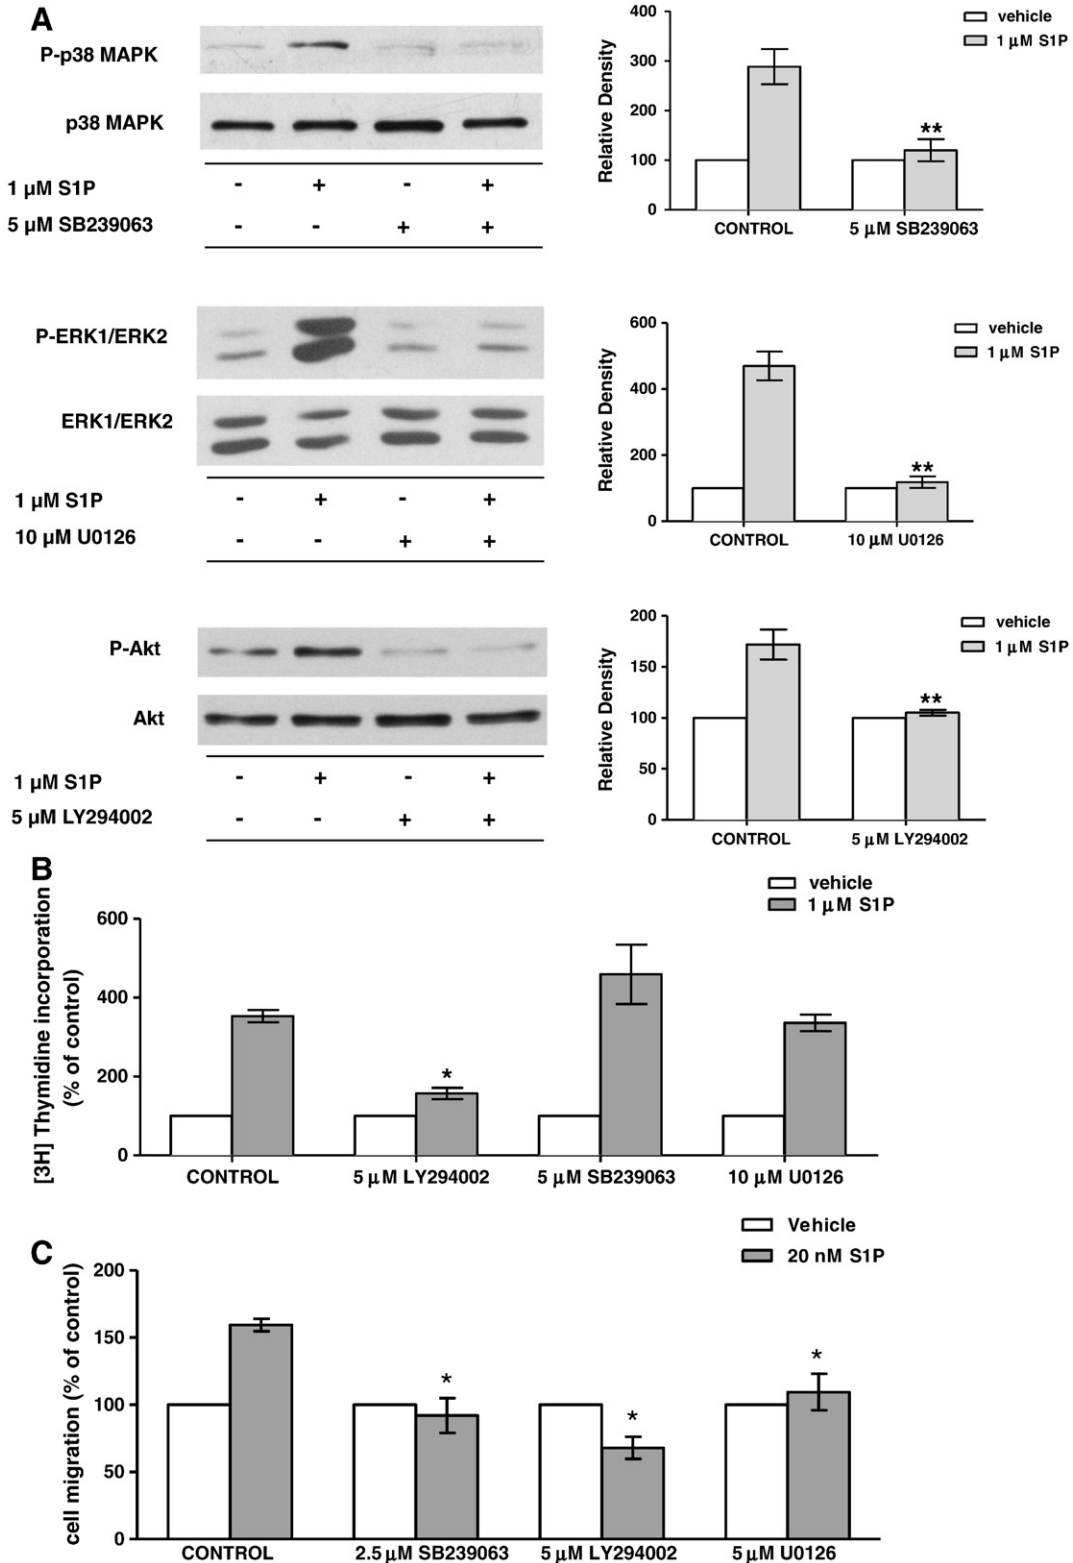 A
P-p38 MAPK
p38 MAPK
1 µM S1P - + - +
5 µM SB239063 - - + +
400
300
200
100
0
Relative Density
vehicle
1 µM S1P
**
CONTROL 5 µM SB239063
P-ERK1/ERK2
ERK1/ERK2
1 µM S1P - + - +
10 µM U0126 - - + +
600
400
200
0
Relative Density
vehicle
1 µM S1P
**
CONTROL 10 µM U0126
P-Akt
Akt
1 µM S1P - + - +
5 µM LY294002 - - + +
200
150
100
50
0
Relative Density
vehicle
1 µM S1P
**
CONTROL 5 µM LY294002
B
vehicle
1 µM S1P
[3H] Thymidine incorporation
(% of control)
600
400
200
0
*
CONTROL 5 µM LY294002 5 µM SB239063 10 µM U0126
C
Vehicle
20 nM S1P
cell migration (% of control)
200
150
100
50
0
* * *
CONTROL 2.5 µM SB239063 5 µM LY294002 5 µM U0126